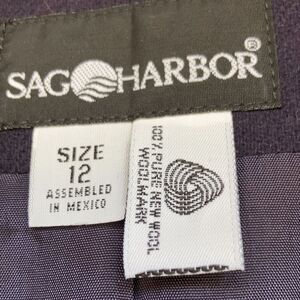 SAG HARBOR®
SIZE
12
ASSEMBLED
IN MEXICO
100% PURE NEW WOOL
WOOLMARK